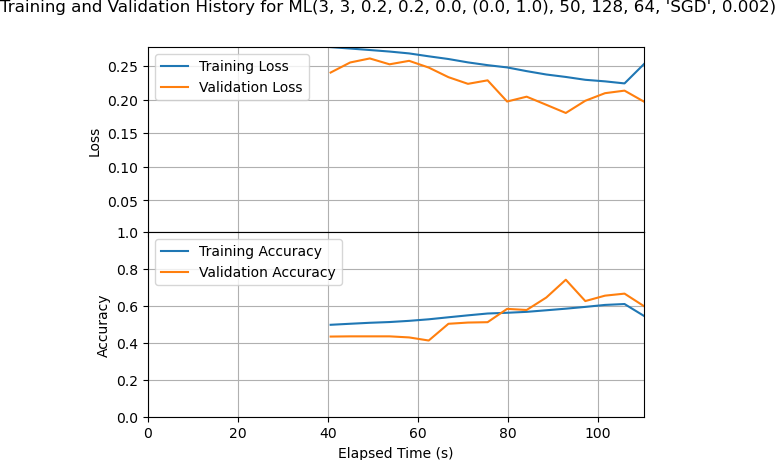 Training and Validation History for ML(3, 3, 0.2, 0.2, 0.0, (0.0, 1.0), 50, 128, 64, 'SGD', 0.002)
0.25
0.20
0.15
0.10
0.05
Loss
Training Loss
Validation Loss
1.0
0.8
0.6
0.4
0.2
0.0
Accuracy
Training Accuracy
Validation Accuracy
0 20 40 60 80 100
Elapsed Time (s)